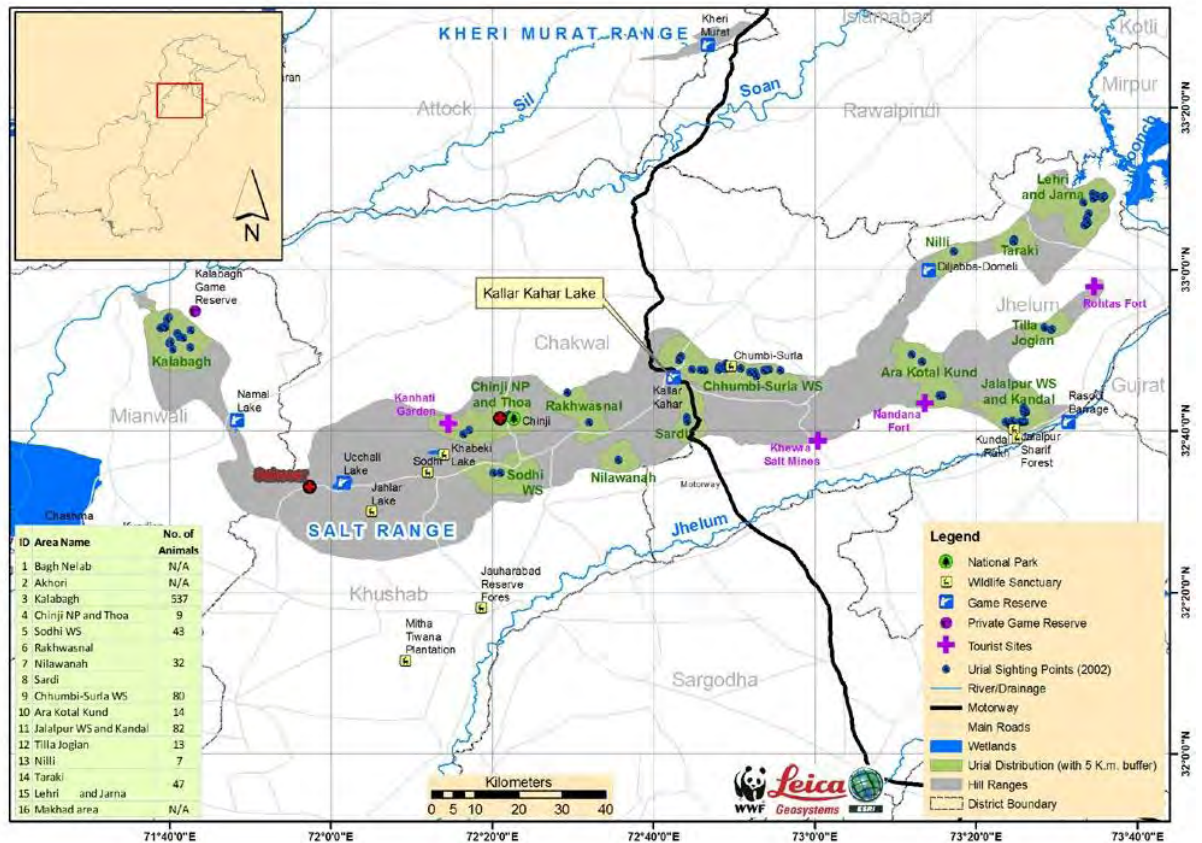 KHERI MURAT RANGE
Kheri
Murat
Islamabad
Kotli
Mirpur
Attock
Sil
Soan
Rawalpindi
Poonch
N
Lehri
and Jarna
Nilli
Taraki
Diljabba-Domeli
Kalabagh
Game
Reserve
Kallar Kahar Lake
Jhelum
Rohtas Fort
Kalabagh
Chakwal
Chumbi-Surla
Tilla
Jogian
Mianwali
Namal
Lake
Kanhati
Garden
Chinji NP
and Thoa
Chinji
Rakhwasnal
Kallar
Kahar
Chhumbi-Surla WS
Ara Kotal Kund
Jalalpur WS
and Kandal
Gujrat
Barrage
Nandana
Fort
Sardi
Khewra
Salt Mines
Jalalpur
Sharif
Forest
Ucchali
Lake
Sodhi
Khabeki
Lake
Jahlar
Lake
Sodhi
WS
Nilawanah
Motorway
SALT RANGE
Jhelum
Chashma
Jauharabad
Reserve
Fores
Khushab
Mitha
Tiwana
Plantation
Sargodha
ID Area Name No. of Animals
1 Bagh Nelab N/A
2 Akhori N/A
3 Kalabagh 537
4 Chinji NP and Thoa 9
5 Sodhi WS 43
6 Rakhwasnal
7 Nilawanah 32
8 Sardi
9 Chhumbi-Surla WS 80
10 Ara Kotal Kund 14
11 Jalalpur WS and Kandal 82
12 Tilla Jogian 13
13 Nilli 7
14 Taraki 47
15 Lehri and Jarna
16 Makhad area N/A
Legend
National Park
Wildlife Sanctuary
Game Reserve
Private Game Reserve
Tourist Sites
Urial Sighting Points (2002)
River/Drainage
Motorway
Main Roads
Wetlands
Urial Distribution (with 5 K.m. buffer)
Hill Ranges
District Boundary
Kilometers
0 5 10 20 30 40
WWF
Leica
Geosystems
ESRI
33°0'0"N
32°40'0"N
32°20'0"N
32°0'0"N
71°40'0"E
72°0'0"E
72°20'0"E
72°40'0"E
73°0'0"E
73°20'0"E
73°40'0"E